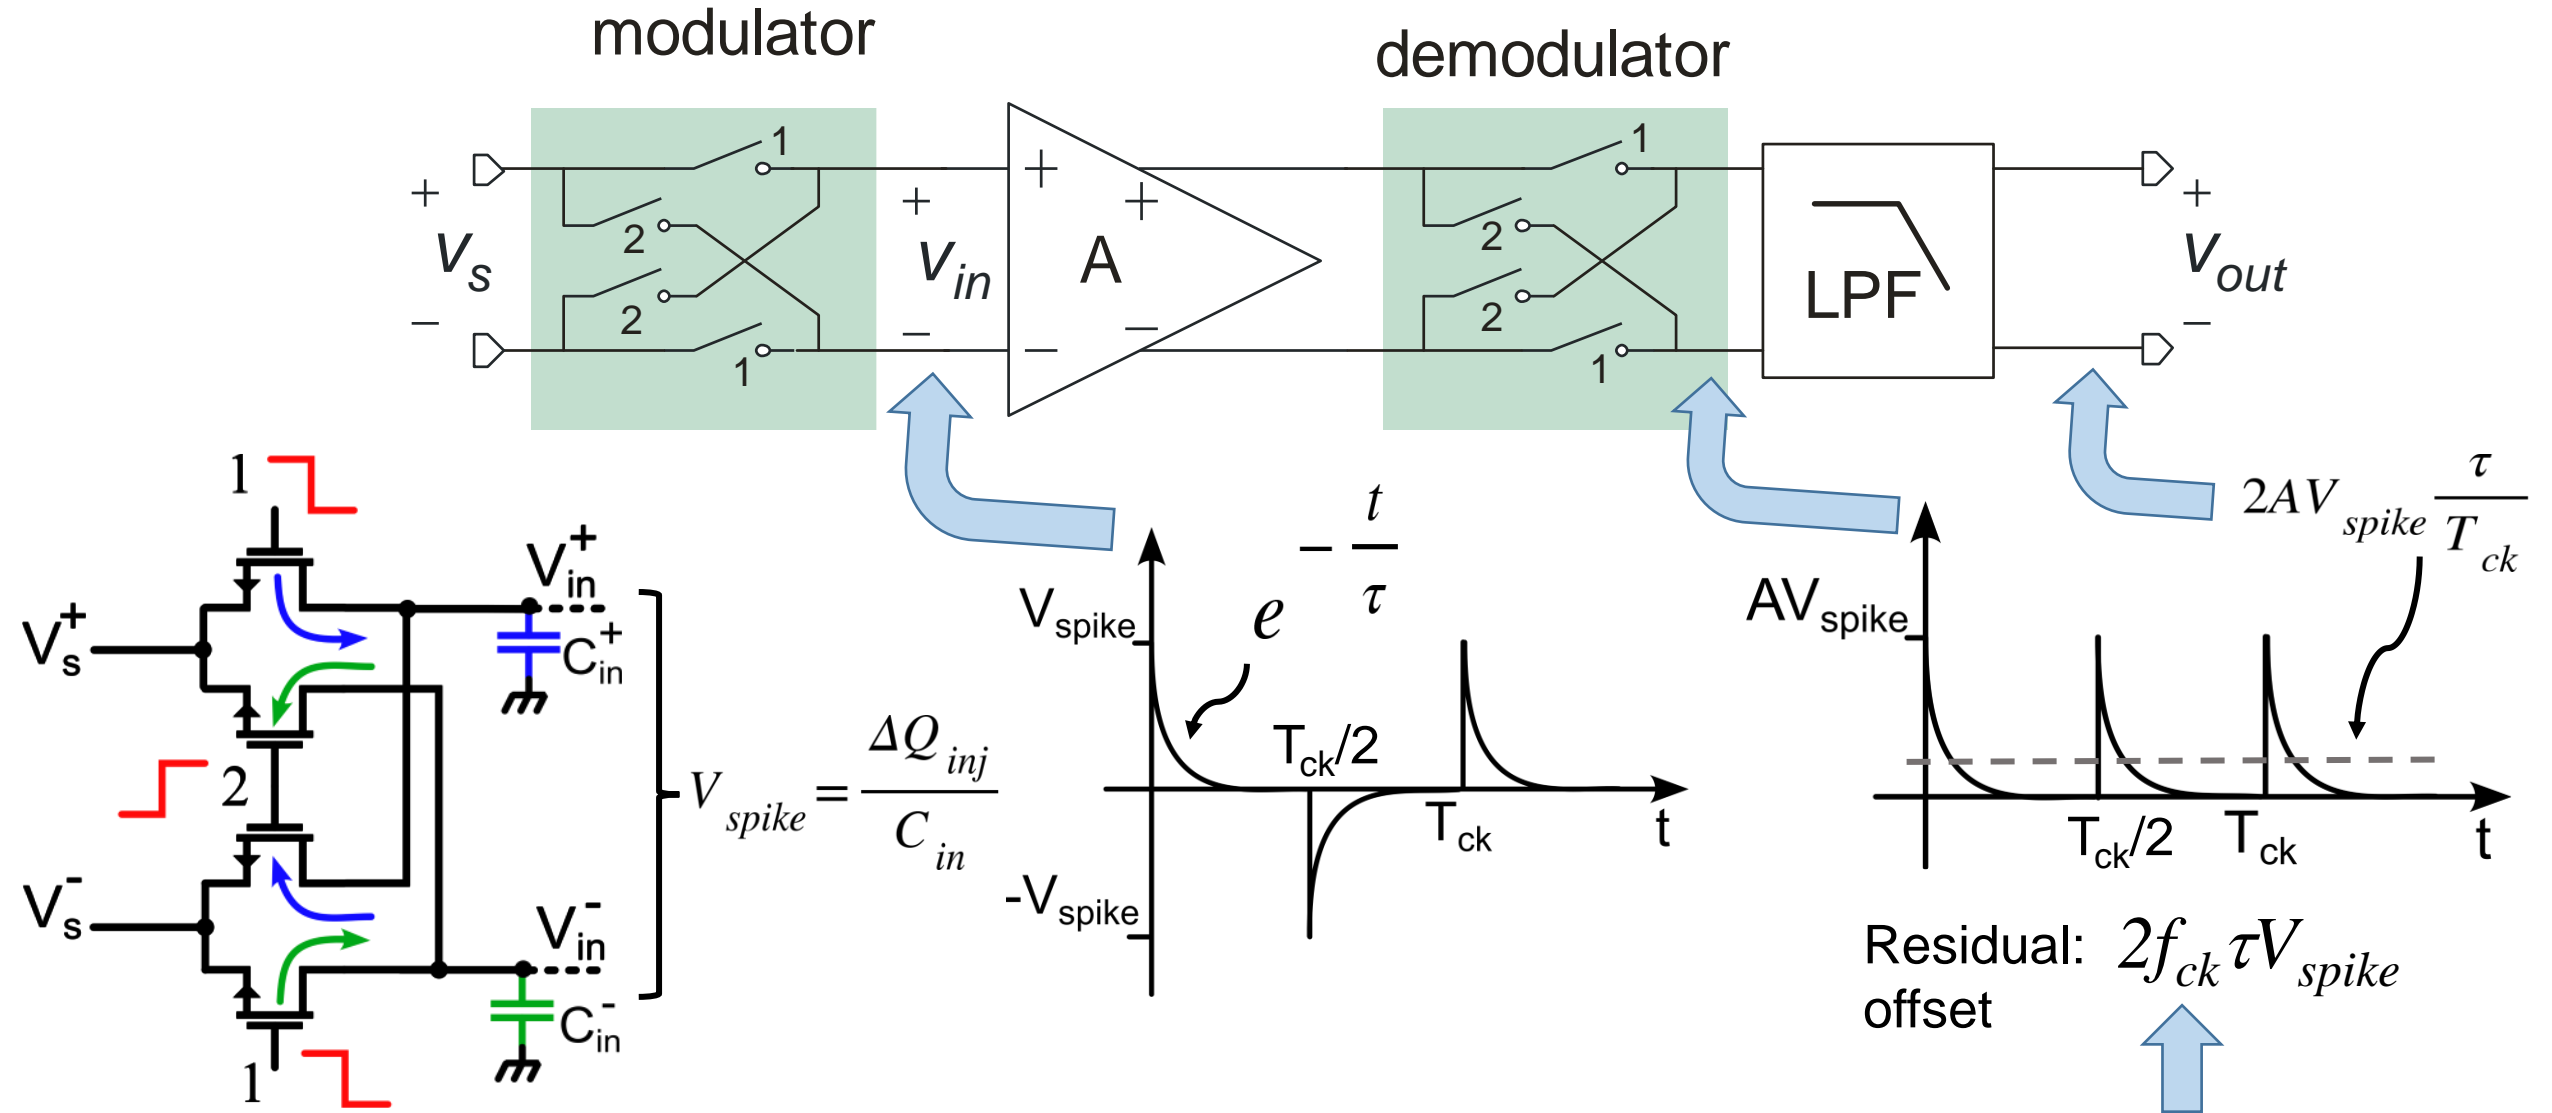 modulator
demodulator
1
2
2
1
+
v_s
−
+
v_in
−
+
−
A
+
−
1
2
2
1
LPF
+
v_out
−
1
V_s^+
V_in^+
C_in^+
2
V_s^-
V_in^-
C_in^-
1
V_spike = ΔQ_inj / C_in
e^(−t/τ)
V_spike
T_ck/2
T_ck
t
-V_spike
2AV_spike τ/T_ck
AV_spike
T_ck/2
T_ck
t
Residual: 2f_ck τV_spike
offset